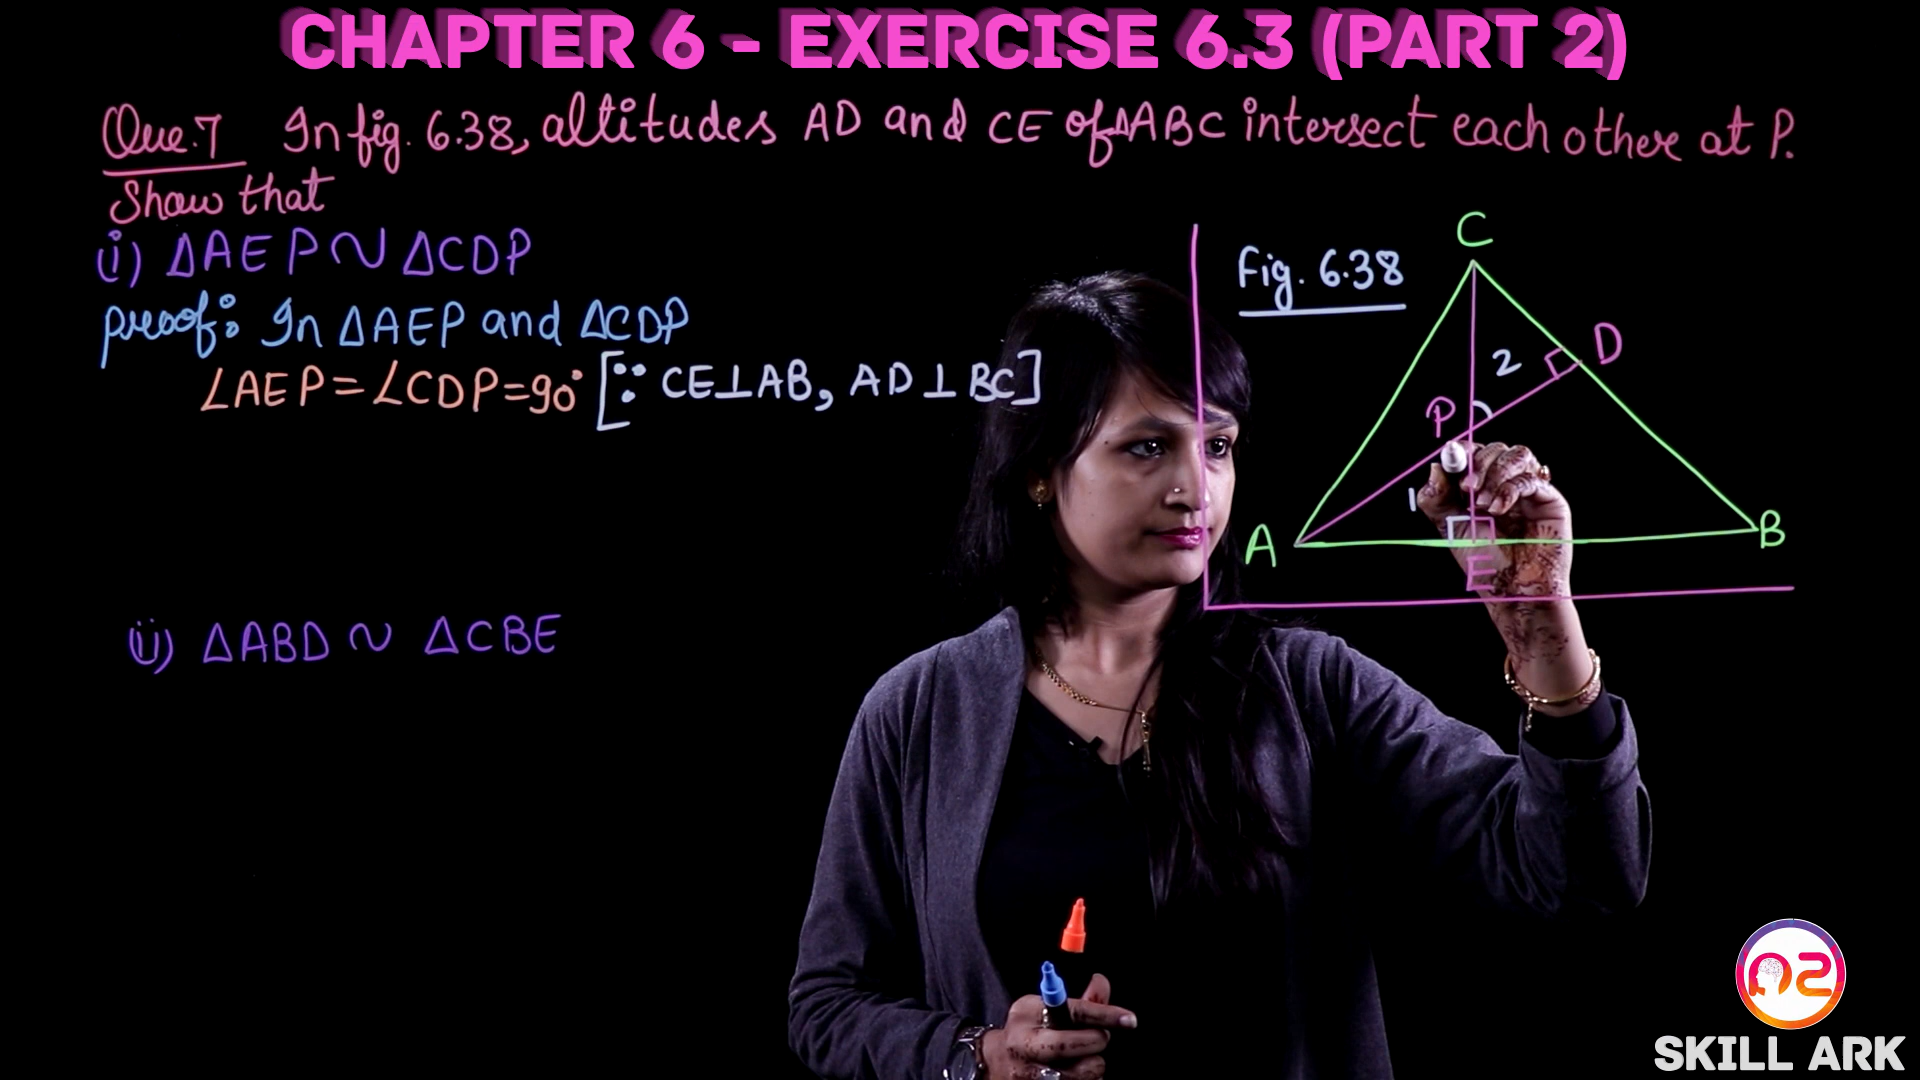 CHAPTER 6 - EXERCISE 6.3 (PART 2)
Que.7 In fig. 6.38, altitudes AD and CE of ΔABC intersect each other at P.
Show that
i) ΔAEP ~ ΔCDP
proof: In ΔAEP and ΔCDP
∠AEP = ∠CDP = 90° [∵ CE⊥AB, AD⊥BC]
ii) ΔABD ~ ΔCBE
Fig. 6.38
C
D
2
P
1
A
B
E
SKILL ARK